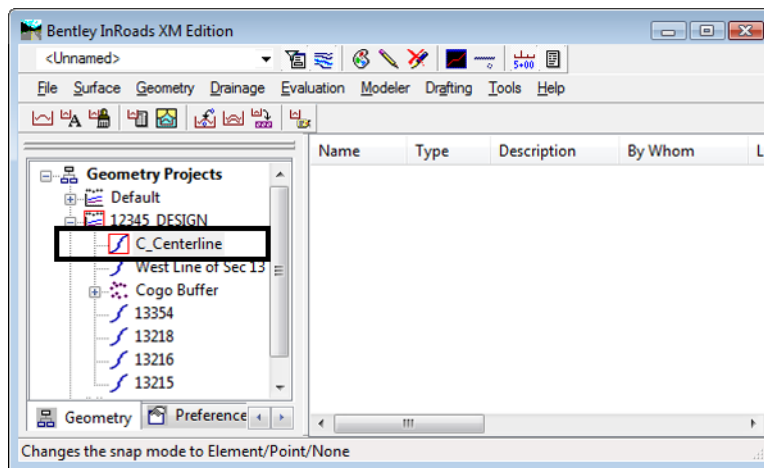 Bentley InRoads XM Edition
<Unnamed>
5+00
File Surface Geometry Drainage Evaluation Modeler Drafting Tools Help
Name Type Description By Whom L
Geometry Projects
Default
12345_DESIGN
C_Centerline
West Line of Sec 13
Cogo Buffer
13354
13218
13216
13215
Geometry Preference
Changes the snap mode to Element/Point/None